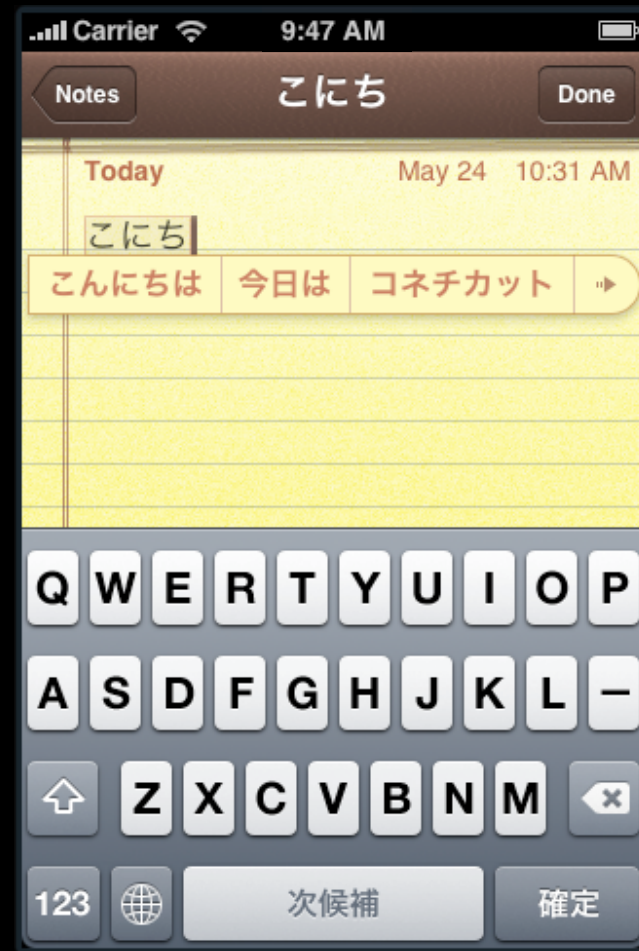 Carrier 9:47 AM
Notes こにち Done
Today May 24 10:31 AM
こにち
こんにちは 今日は コネチカット
Q W E R T Y U I O P
A S D F G H J K L —
Z X C V B N M
123 次候補 確定